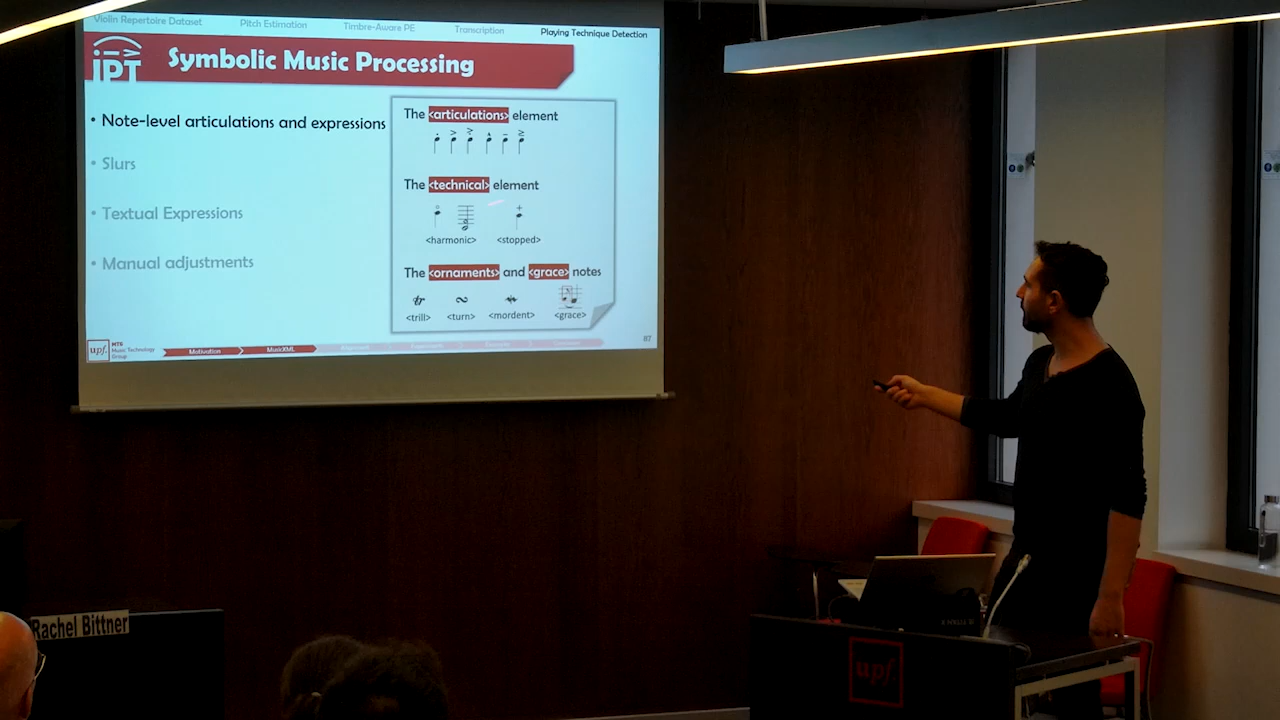 Violin Repertoire Dataset Pitch Estimation Timbre-Aware PE Transcription Playing Technique Detection
iPT Symbolic Music Processing
• Note-level articulations and expressions
• Slurs
• Textual Expressions
• Manual adjustments
The <articulations> element
The <technical> element
<harmonic> <stopped>
The <ornaments> and <grace> notes
<trill> <turn> <mordent> <grace>
upf. MTG
Music Technology
Group
Motivation MusicXML
87
Rachel Bittner
upf.